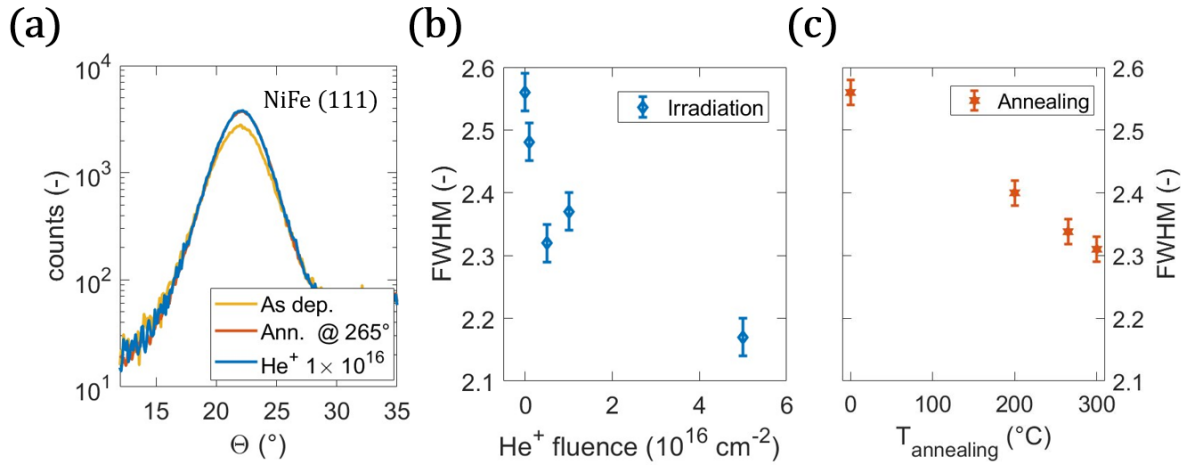 (a)
(b)
(c)
10^4
10^3
10^2
10^1
counts (-)
NiFe (111)
As dep.
Ann. @ 265°
He^+ 1× 10^16
15
20
25
30
35
Θ (°)
2.6
2.5
2.4
2.3
2.2
2.1
FWHM (-)
Irradiation
0
2
4
6
He^+ fluence (10^16 cm^-2)
Annealing
0
100
200
300
T_annealing (°C)
2.6
2.5
2.4
2.3
2.2
2.1
FWHM (-)